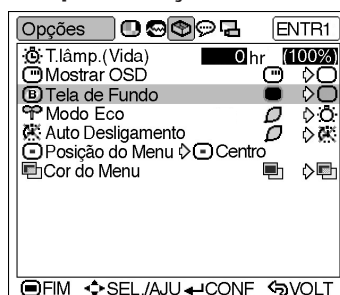 Opções ENTR1
T.lâmp.(Vida) 0 hr (100%)
Mostrar OSD
B Tela de Fundo
Modo Eco
Auto Desligamento
Posição do Menu Centro
Cor do Menu
FIM SEL./AJU CONF VOLT